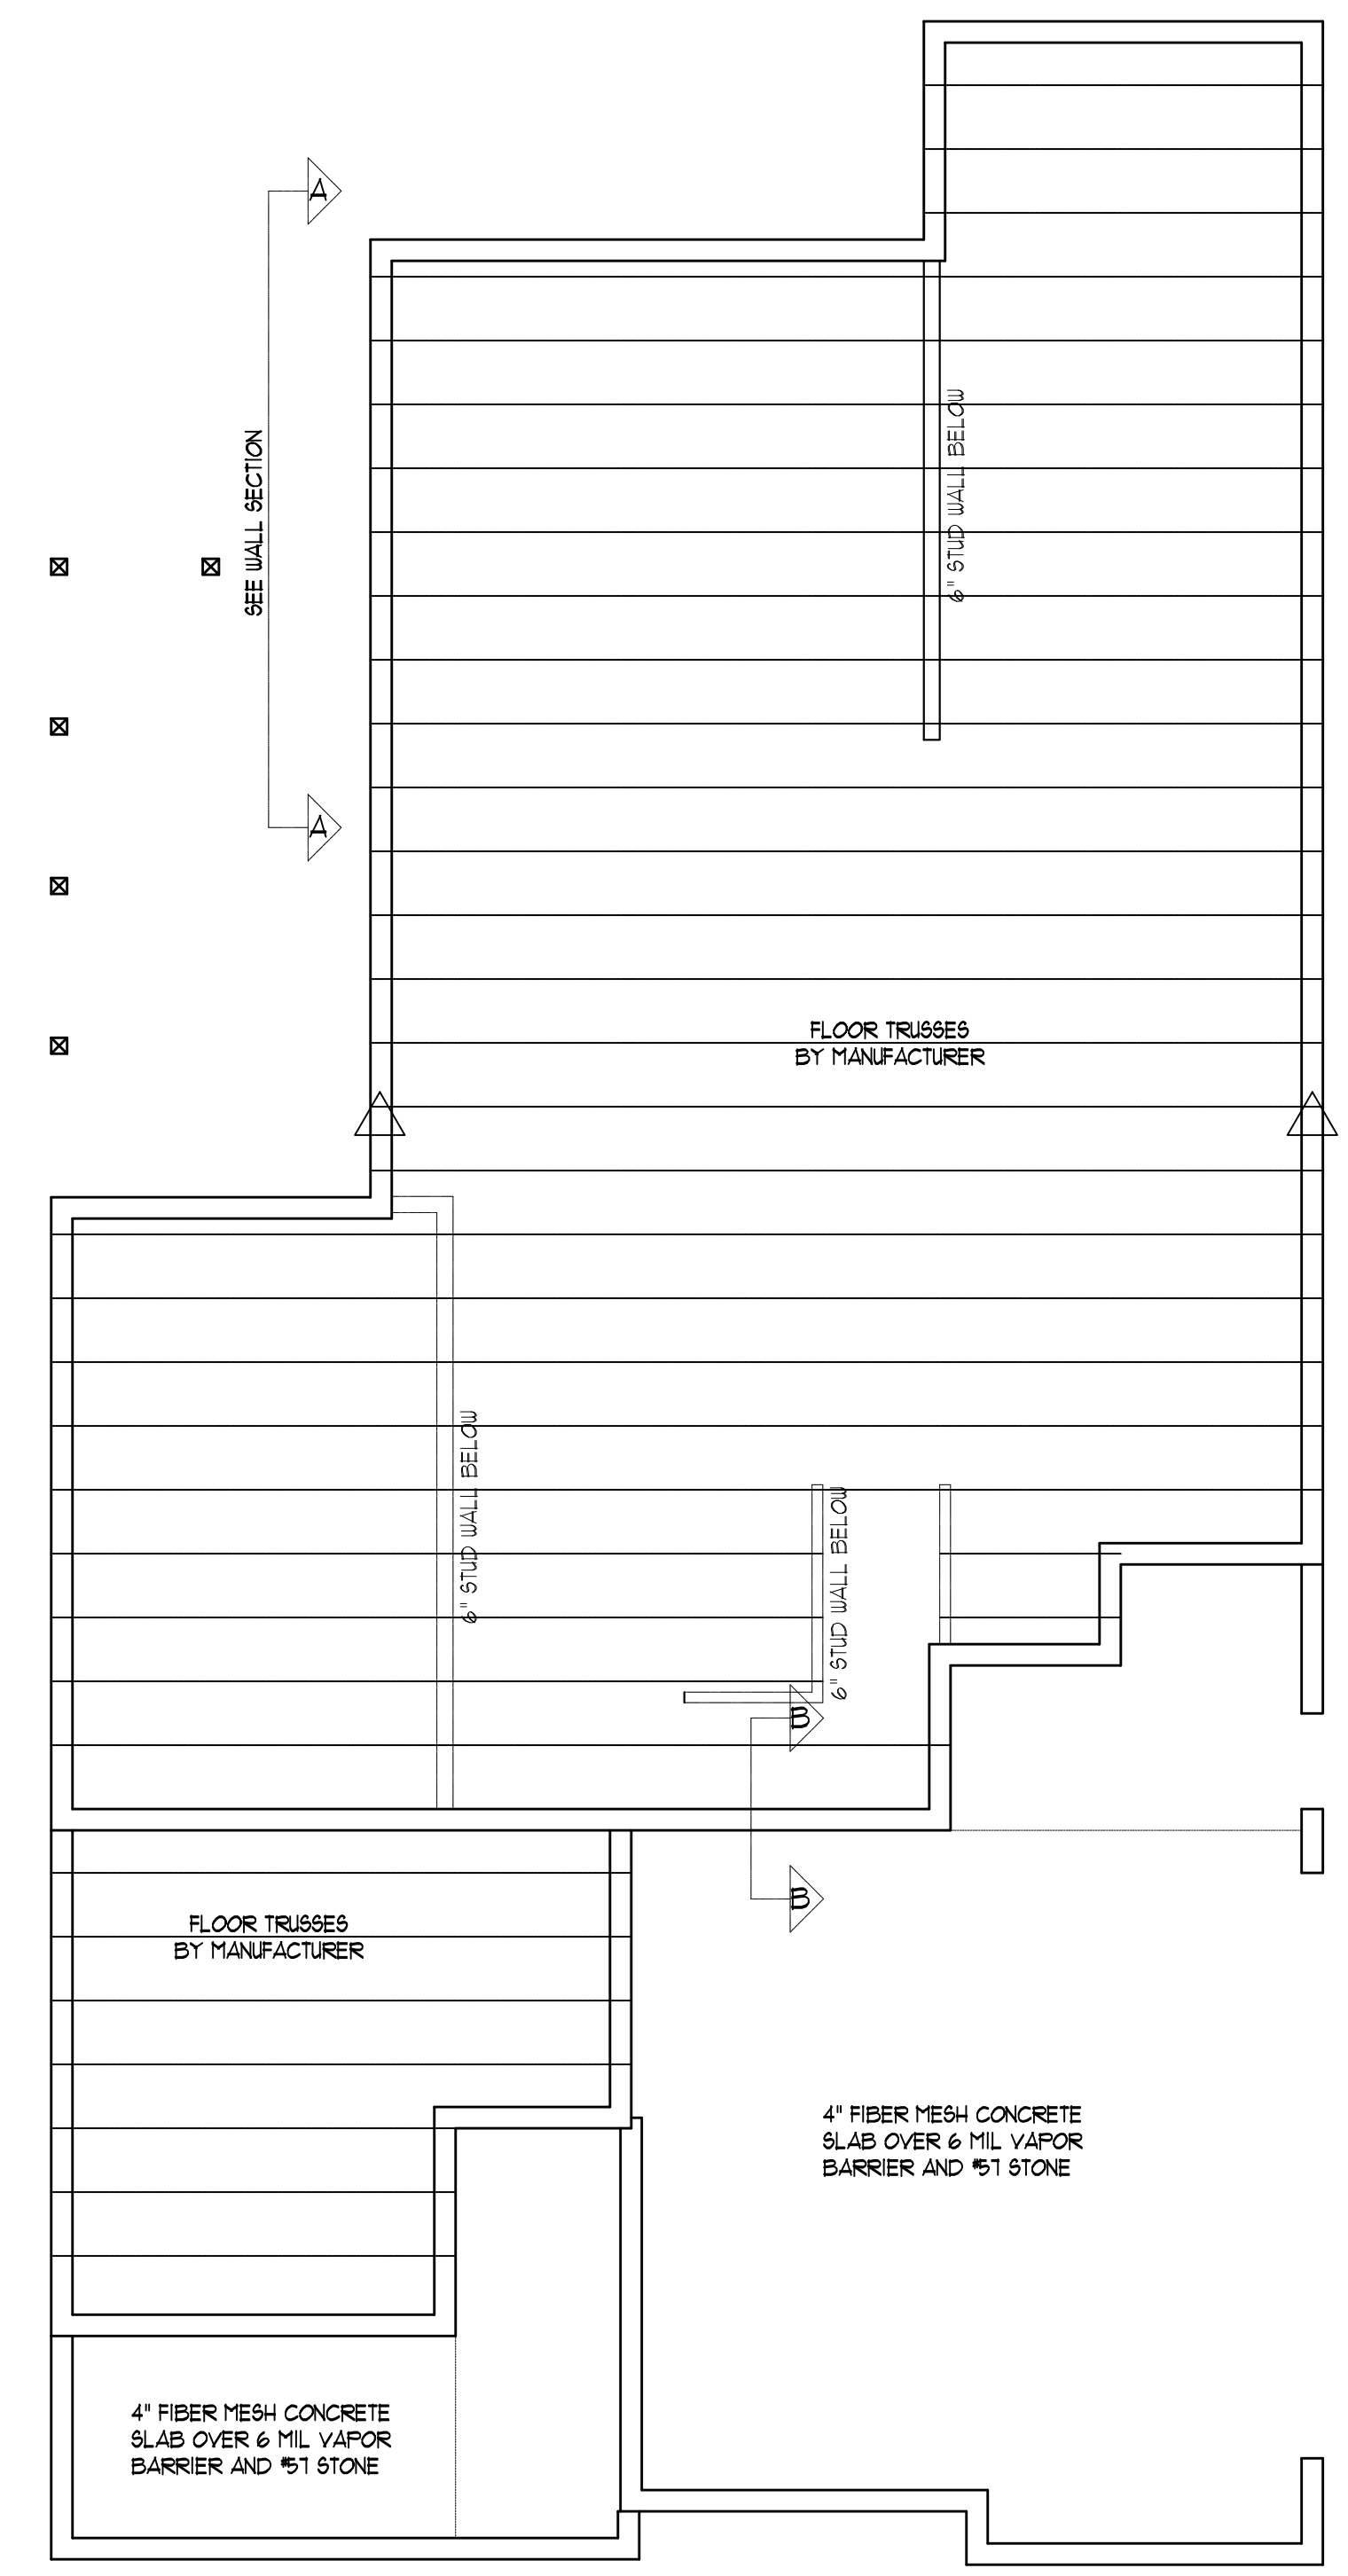 A
SEE WALL SECTION
A
6" STUD WALL BELOW
FLOOR TRUSSES
BY MANUFACTURER
6" STUD WALL BELOW
6" STUD WALL BELOW
B
B
FLOOR TRUSSES
BY MANUFACTURER
4" FIBER MESH CONCRETE
SLAB OVER 6 MIL VAPOR
BARRIER AND #57 STONE
4" FIBER MESH CONCRETE
SLAB OVER 6 MIL VAPOR
BARRIER AND #57 STONE